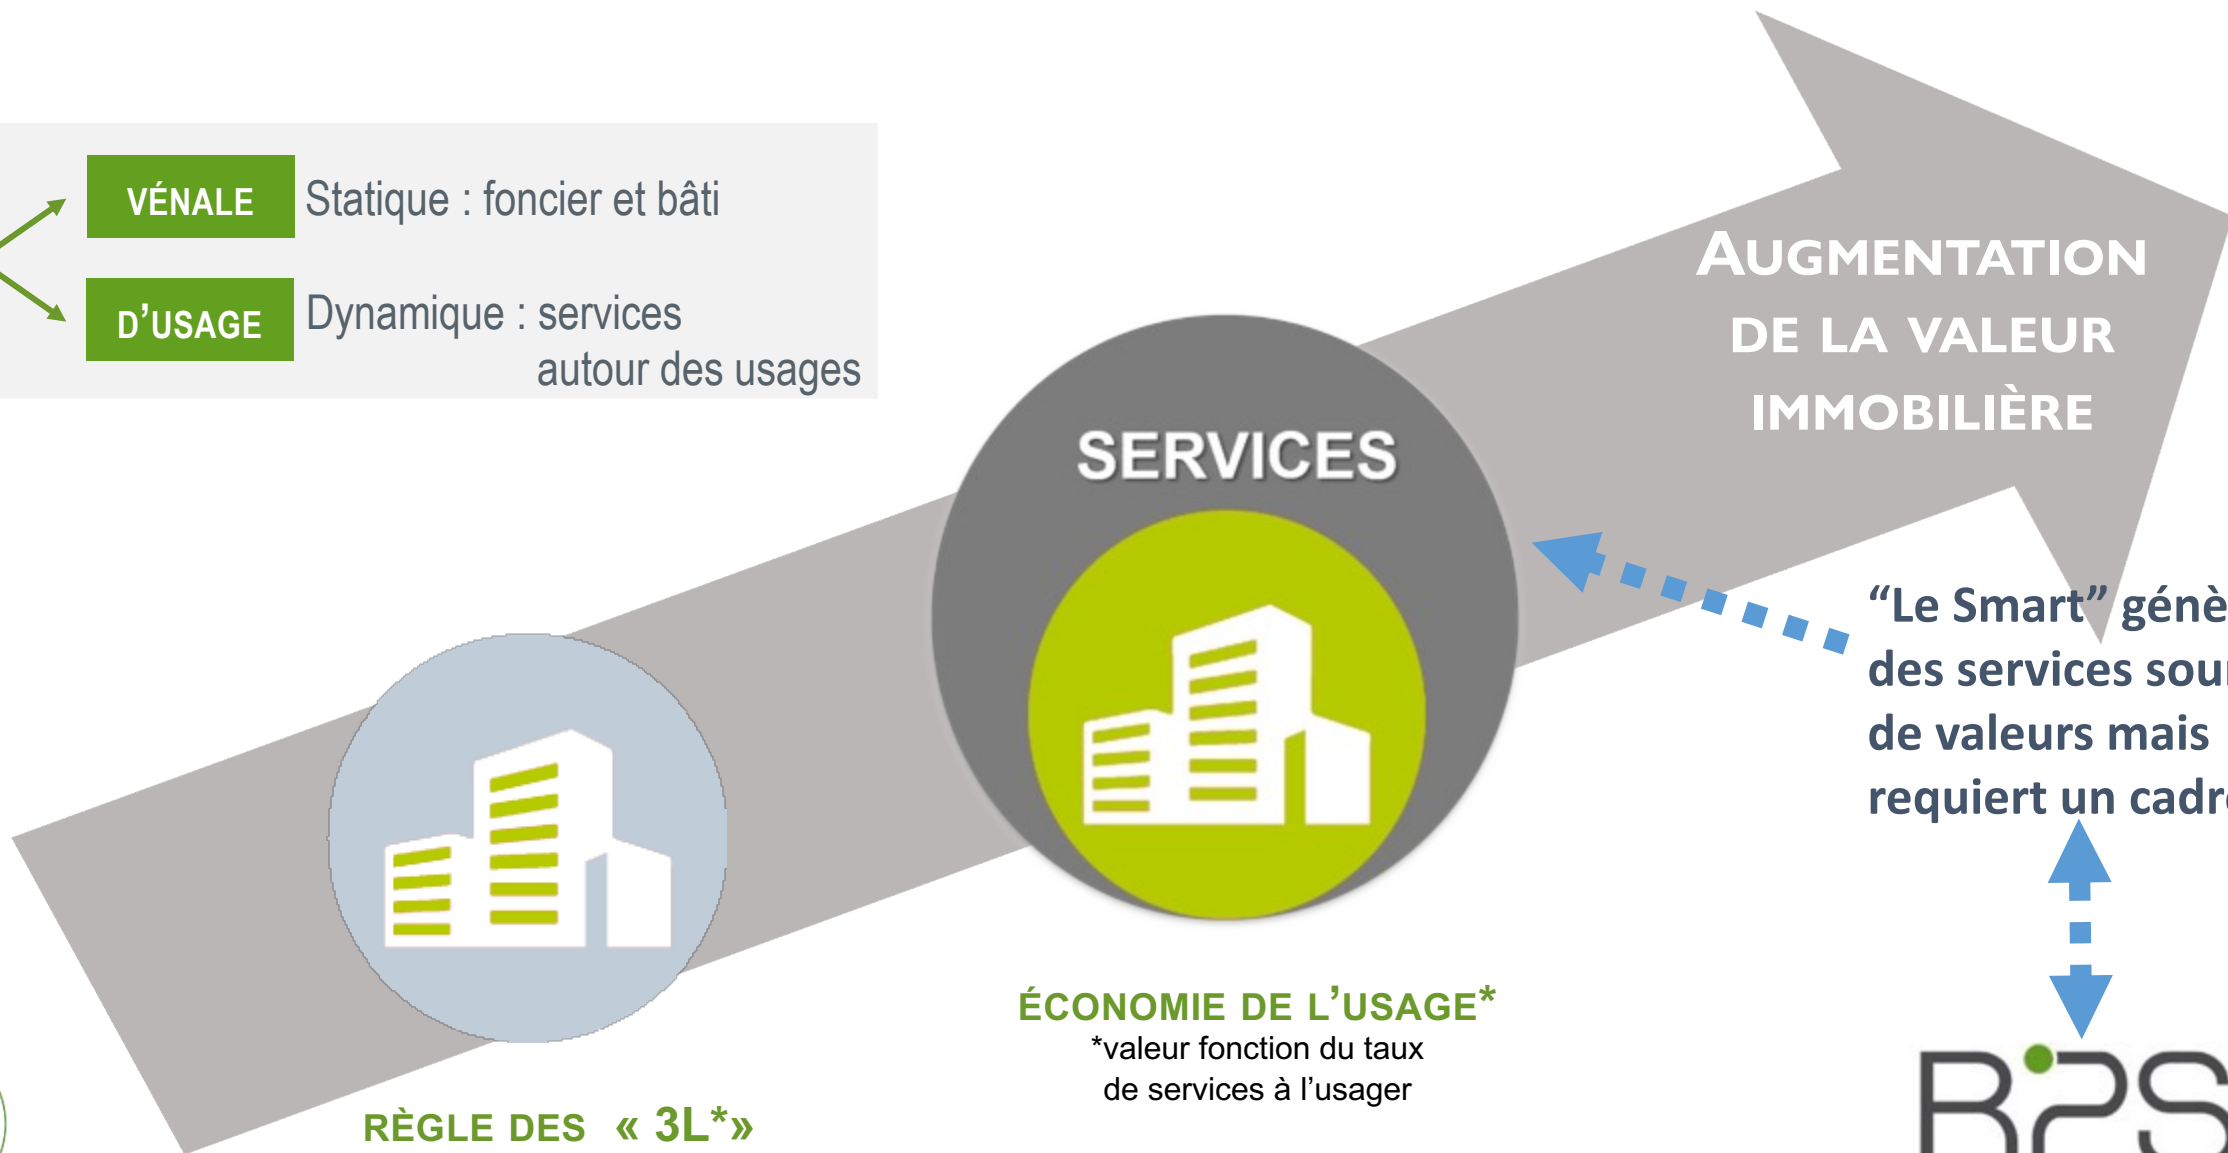 VÉNALE
Statique : foncier et bâti
D’USAGE
Dynamique : services
autour des usages
AUGMENTATION
DE LA VALEUR
IMMOBILIÈRE
SERVICES
“Le Smart” génè
des services sour
de valeurs mais
requiert un cadre
ÉCONOMIE DE L’USAGE*
*valeur fonction du taux
de services à l’usager
RÈGLE DES « 3L*»